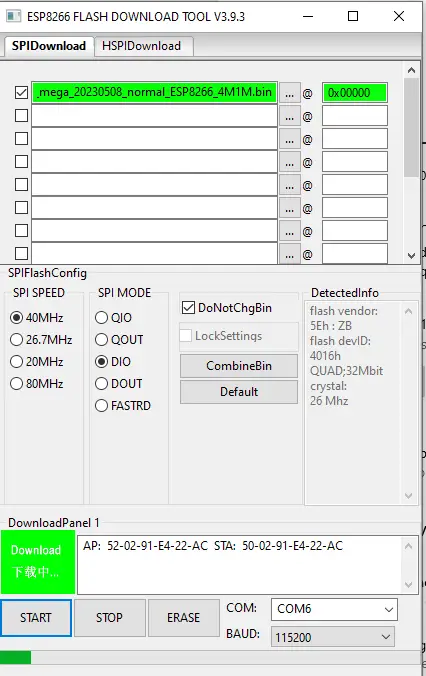 ESP8266 FLASH DOWNLOAD TOOL V3.9.3
SPIDownload HSPIDownload
_mega_20230508_normal_ESP8266_4M1M.bin ... @ 0x00000
... @
... @
... @
... @
... @
... @
... @
SPIFlashConfig
SPI SPEED
40MHz
26.7MHz
20MHz
80MHz
SPI MODE
QIO
QOUT
DIO
DOUT
FASTRD
DoNotChgBin
LockSettings
CombineBin
Default
DetectedInfo
flash vendor:
5Eh : ZB
flash devID:
4016h
QUAD;32Mbit
crystal:
26 Mhz
DownloadPanel 1
Download
下载中...
AP: 52-02-91-E4-22-AC STA: 50-02-91-E4-22-AC
START STOP ERASE
COM: COM6
BAUD: 115200